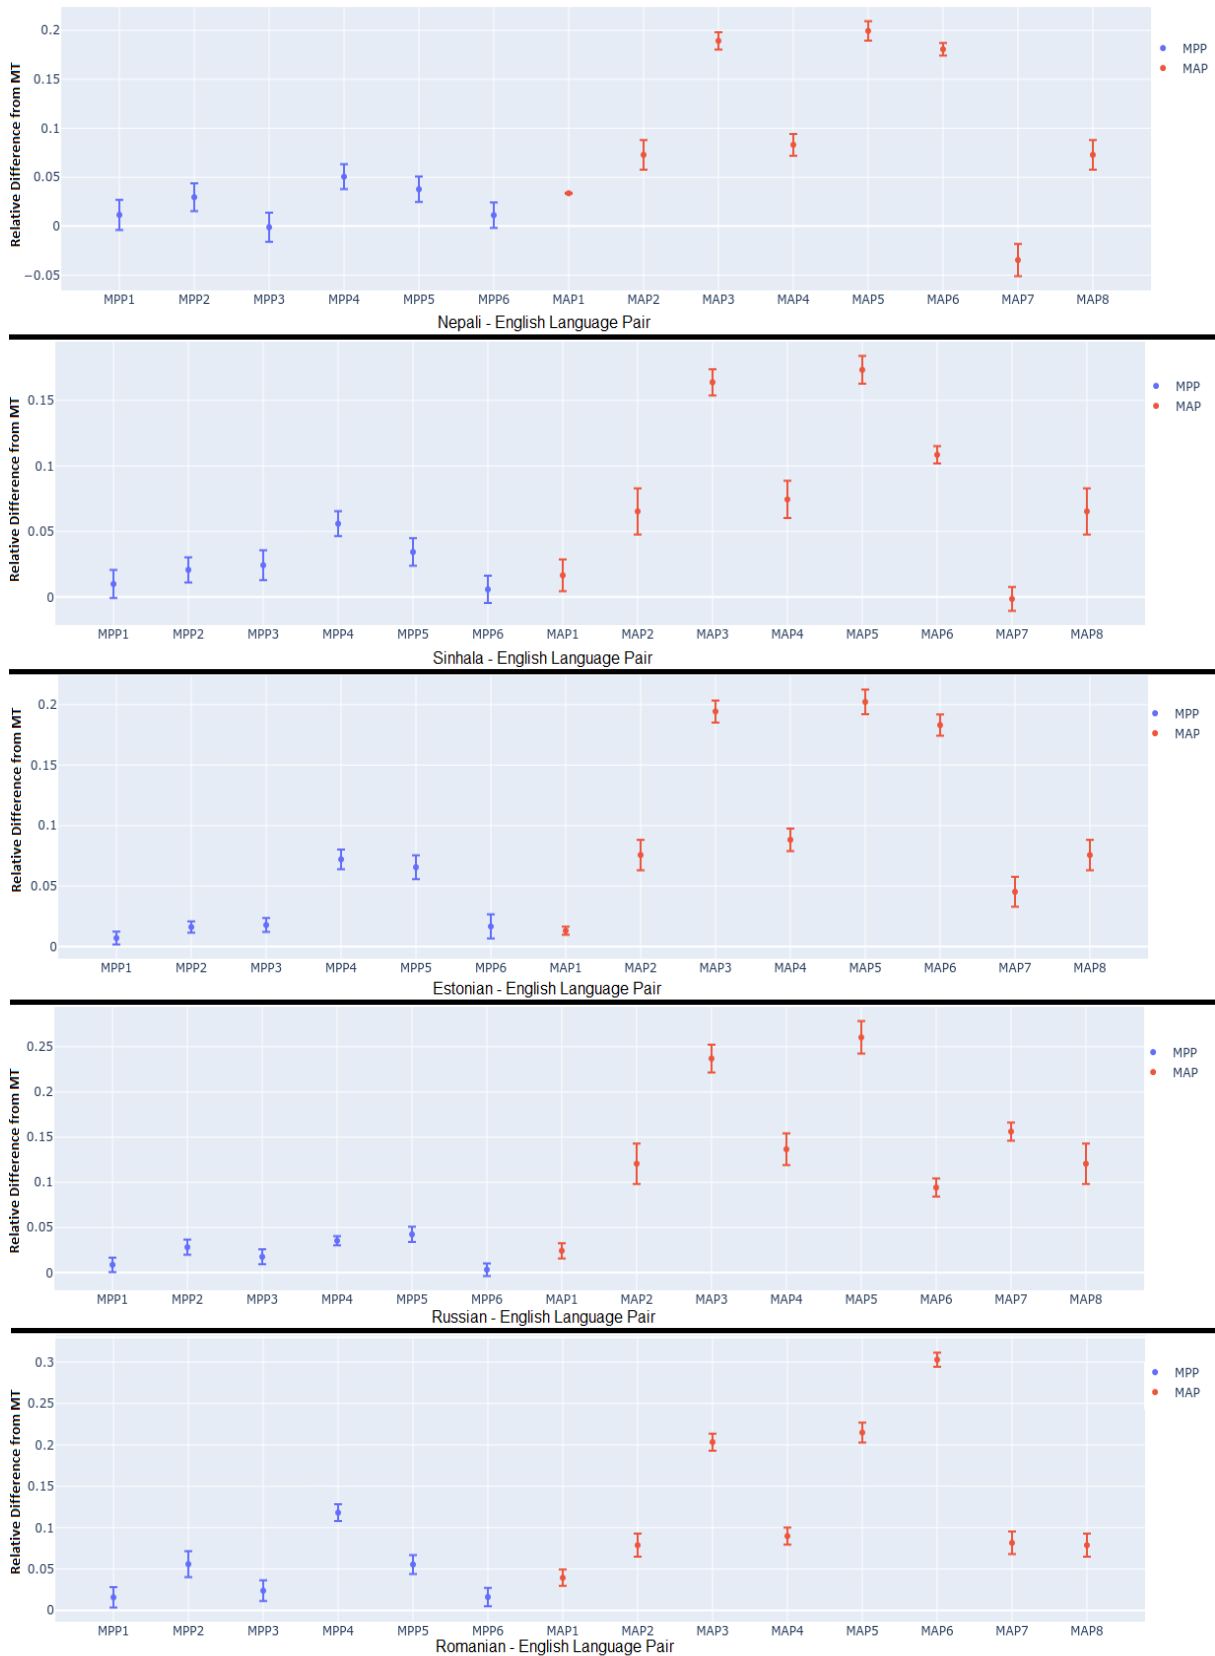 Relative Difference from MT
0.2
0.15
0.1
0.05
0
−0.05
MPP1 MPP2 MPP3 MPP4 MPP5 MPP6 MAP1 MAP2 MAP3 MAP4 MAP5 MAP6 MAP7 MAP8
MPP
MAP
Nepali - English Language Pair
Relative Difference from MT
0.15
0.1
0.05
0
MPP1 MPP2 MPP3 MPP4 MPP5 MPP6 MAP1 MAP2 MAP3 MAP4 MAP5 MAP6 MAP7 MAP8
MPP
MAP
Sinhala - English Language Pair
Relative Difference from MT
0.2
0.15
0.1
0.05
0
MPP1 MPP2 MPP3 MPP4 MPP5 MPP6 MAP1 MAP2 MAP3 MAP4 MAP5 MAP6 MAP7 MAP8
MPP
MAP
Estonian - English Language Pair
Relative Difference from MT
0.25
0.2
0.15
0.1
0.05
0
MPP1 MPP2 MPP3 MPP4 MPP5 MPP6 MAP1 MAP2 MAP3 MAP4 MAP5 MAP6 MAP7 MAP8
MPP
MAP
Russian - English Language Pair
Relative Difference from MT
0.3
0.25
0.2
0.15
0.1
0.05
0
MPP1 MPP2 MPP3 MPP4 MPP5 MPP6 MAP1 MAP2 MAP3 MAP4 MAP5 MAP6 MAP7 MAP8
MPP
MAP
Romanian - English Language Pair